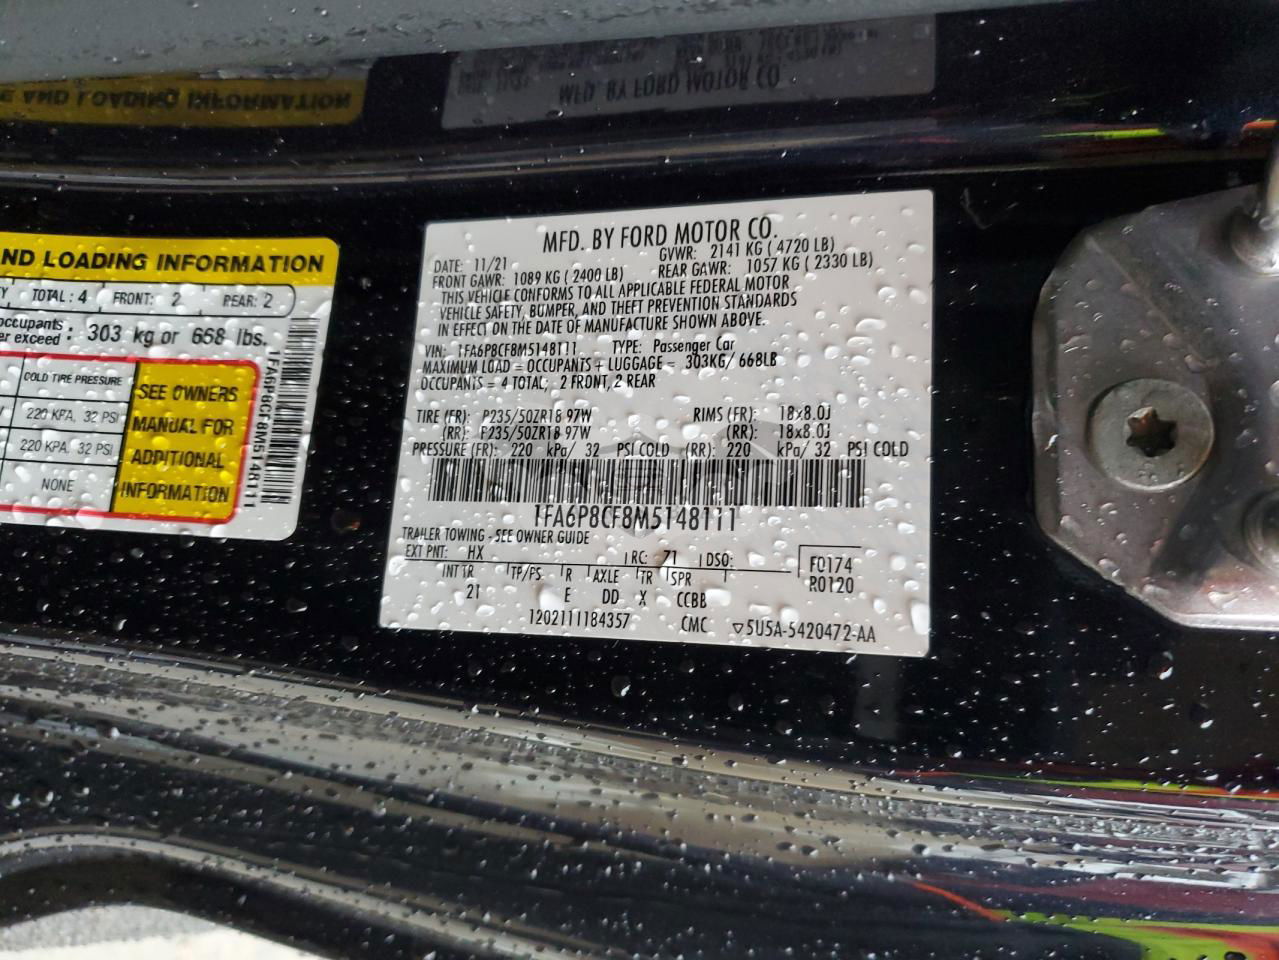 AND LOADING INFORMATION
MFD. BY FORD MOTOR CO
ND LOADING INFORMATION
TY TOTAL : 4 FRONT: 2 REAR: 2
occupants
er exceed : 303 kg or 658 lbs.
COLD TIRE PRESSURE
220 KPA, 32 PSI
220 KPA, 32 PSI
NONE
SEE OWNERS
MANUAL FOR
ADDITIONAL
INFORMATION
1FA6P8CF8M5148111
MFD. BY FORD MOTOR CO.
DATE: 11/21 GVWR: 2141 KG ( 4720 LB)
FRONT GAWR: 1089 KG ( 2400 LB) REAR GAWR: 1057 KG ( 2330 LB)
THIS VEHICLE CONFORMS TO ALL APPLICABLE FEDERAL MOTOR
VEHICLE SAFETY, BUMPER, AND THEFT PREVENTION STANDARDS
IN EFFECT ON THE DATE OF MANUFACTURE SHOWN ABOVE.
VIN: 1FA6P8CF8M5148111 TYPE: Passenger Car
MAXIMUM LOAD = OCCUPANTS + LUGGAGE = 303KG/ 668LB
OCCUPANTS = 4 TOTAL, 2 FRONT, 2 REAR
TIRE (FR): P235/50ZR18 97W RIMS (FR): 18x8.0J
(RR): P235/50ZR18 97W (RR): 18x8.0J
PRESSURE (FR): 220 kPa/ 32 PSI COLD (RR): 220 kPa/ 32 PSI COLD
1FA6P8CF8M5148111
TRAILER TOWING - SEE OWNER GUIDE
EXT PNT: HX RC: 71 DSO: F0174
R0120
INT TR TP/PS R AXLE TR SPR
21 E DD X CCBB
1202111184357 CMC ▽5U5A-5420472-AA